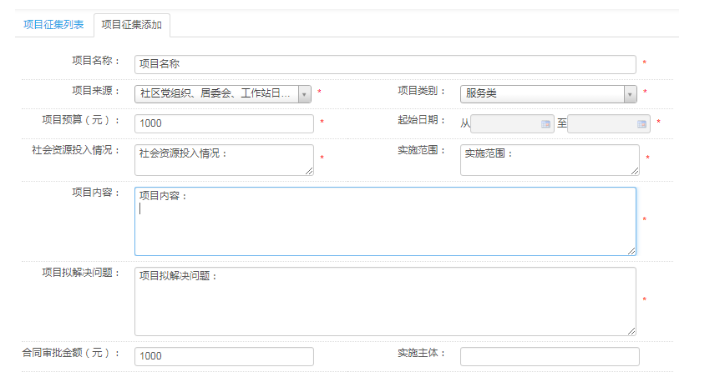 项目征集列表 项目征集添加
项目名称： 项目名称 *
项目来源： 社区党组织、居委会、工作站日... * 项目类别： 服务类 *
项目预算（元）： 1000 * 起始日期： 从 至 *
社会资源投入情况： 社会资源投入情况： * 实施范围： 实施范围： *
项目内容： 项目内容： *
项目拟解决问题： 项目拟解决问题： *
合同审批金额（元）： 1000 实施主体：